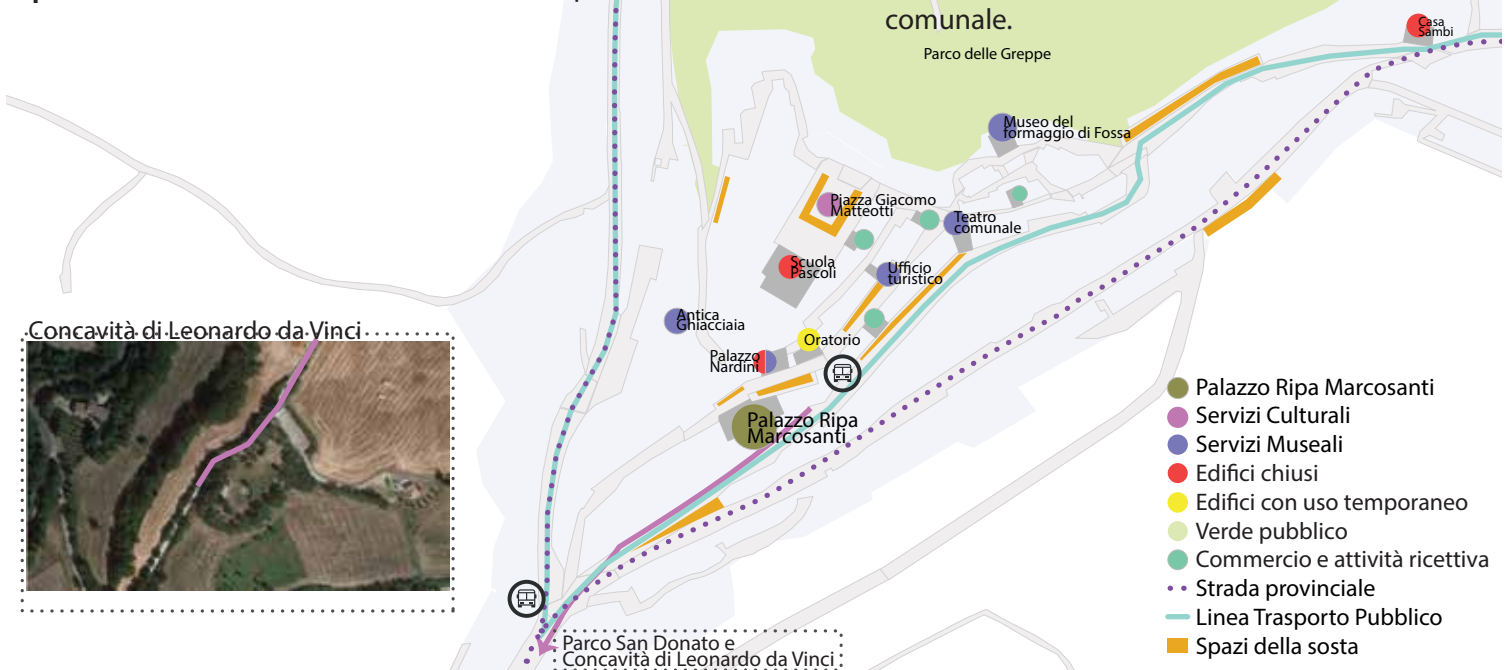 comunale.
Parco delle Greppe
Casa
Sambi
Museo del
formaggio di Fossa
Piazza Giacomo
Matteotti
Teatro
comunale
Scuola
Pascoli
Ufficio
turistico
Antica
Ghiacciaia
Oratorio
Palazzo
Nardini
Palazzo Ripa
Marcosanti
Concavità di Leonardo da Vinci
Parco San Donato e
Concavità di Leonardo da Vinci
Palazzo Ripa Marcosanti
Servizi Culturali
Servizi Museali
Edifici chiusi
Edifici con uso temporaneo
Verde pubblico
Commercio e attività ricettiva
Strada provinciale
Linea Trasporto Pubblico
Spazi della sosta